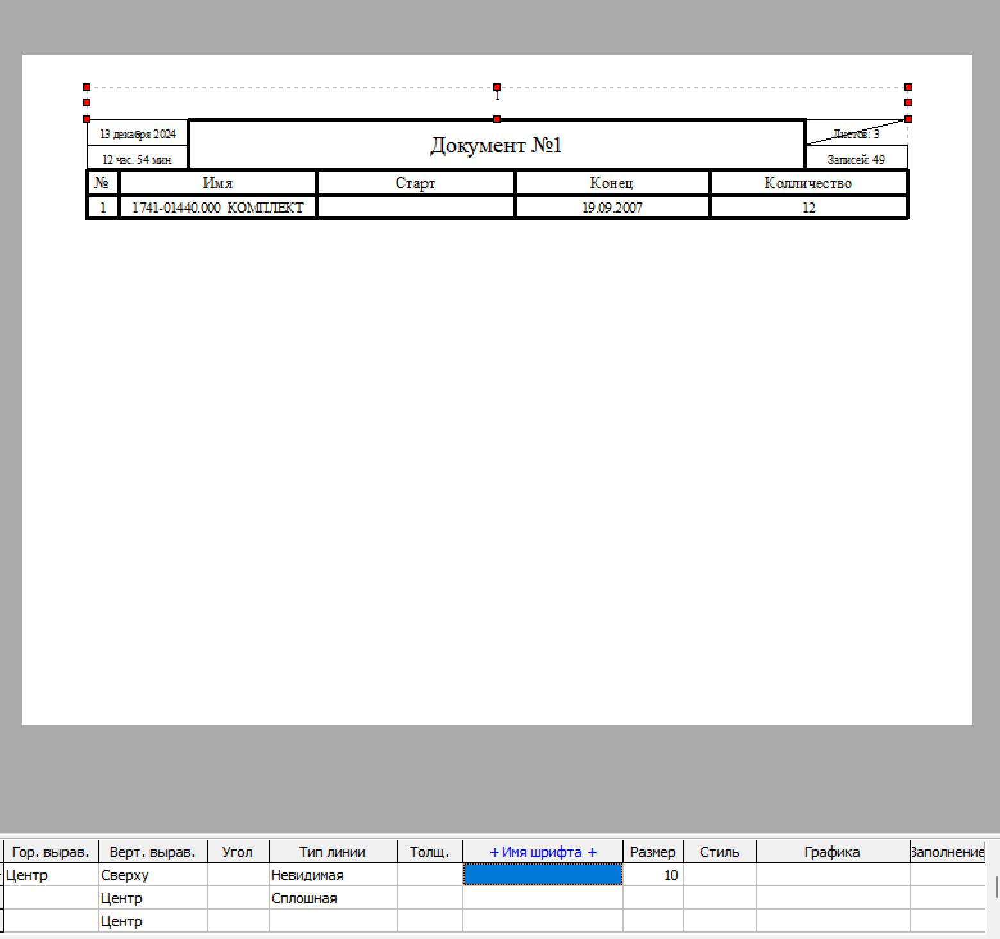 1
13 декабря 2024
Документ №1
Листов: 3
12 час. 54 мин.
Записей: 49
№ Имя Старт Конец Колличество
1 1741-01440.000 КОМПЛЕКТ 19.09.2007 12
Гор. вырав. Верт. вырав. Угол Тип линии Толщ. + Имя шрифта + Размер Стиль Графика Заполнение
Центр Сверху Невидимая 10
Центр Сплошная
Центр